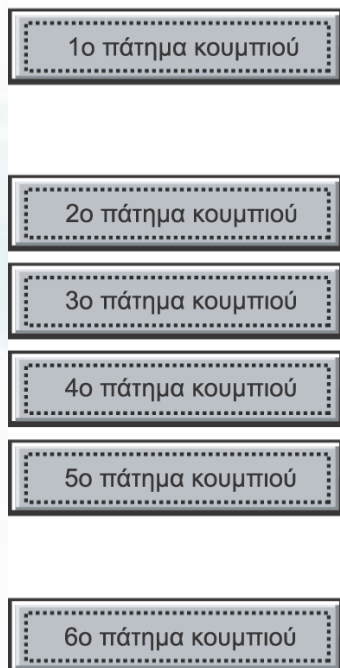 1ο πάτημα κουμπιού
2ο πάτημα κουμπιού
3ο πάτημα κουμπιού
4ο πάτημα κουμπιού
5ο πάτημα κουμπιού
6ο πάτημα κουμπιού